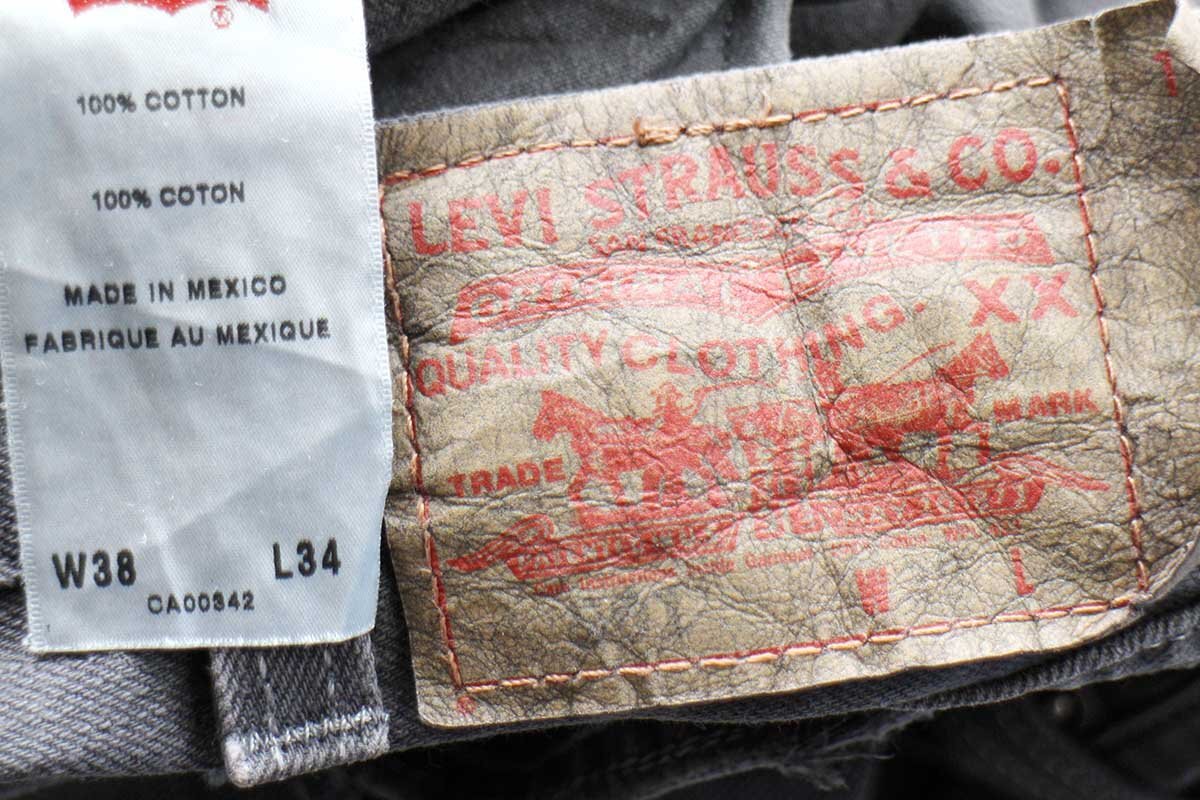 100% COTTON
100% COTON
MADE IN MEXICO
FABRIQUE AU MEXIQUE
W38 L34
CA00342
LEVI STRAUSS & CO.
QUALITY CLOTHING. XX
TRADE MARK
W L
1